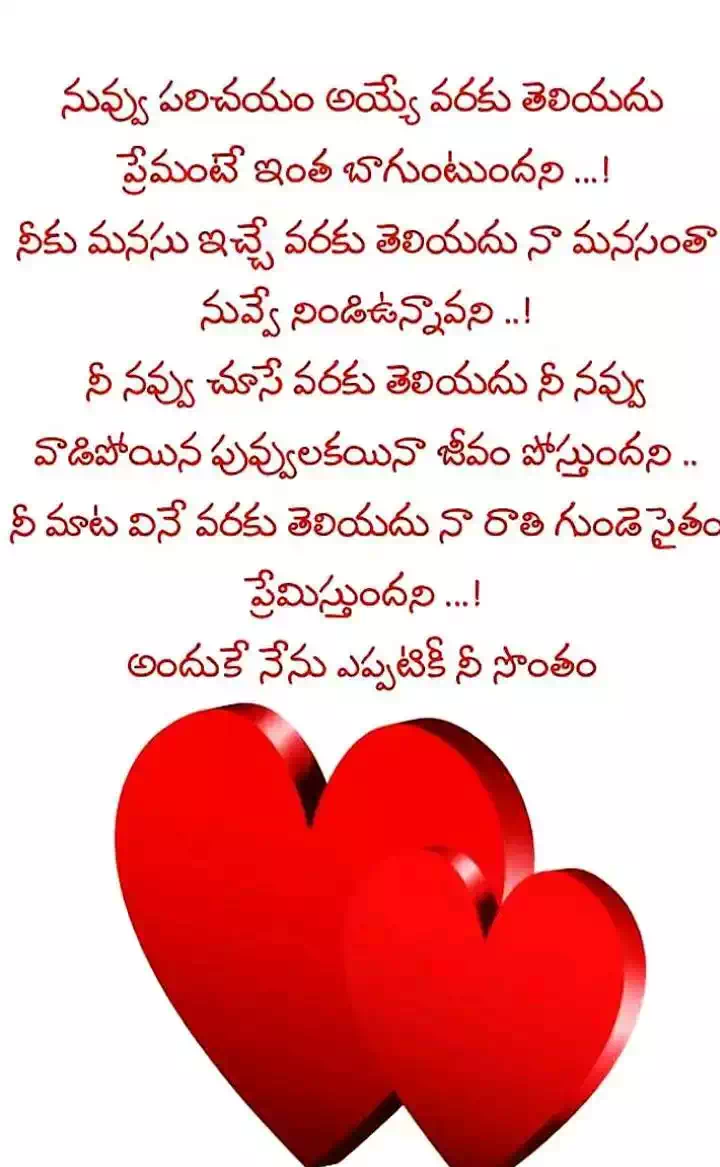 నువ్వు పరిచయం అయ్యే వరకు తెలియదు
ప్రేమంటే ఇంత బాగుంటుందని ...!
నీకు మనసు ఇచ్చే వరకు తెలియదు నా మనసంతా
నువ్వే నిండిఉన్నావని ..!
నీ నవ్వు చూసే వరకు తెలియదు నీ నవ్వు
వాడిపోయిన పువ్వులకయినా జీవం పోస్తుందని ..
నీ మాట వినే వరకు తెలియదు నా రాతి గుండె సైతం
ప్రేమిస్తుందని ...!
అందుకే నేను ఎప్పటికీ నీ సొంతం